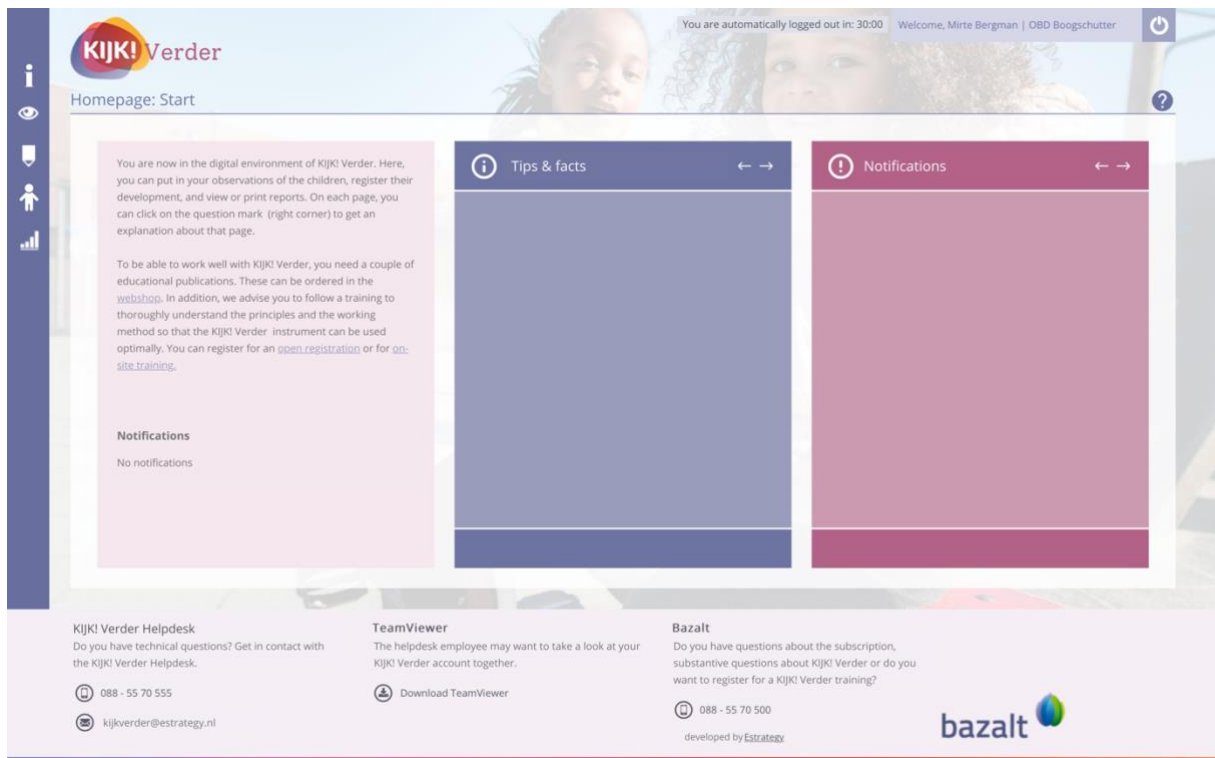 You are automatically logged out in: 30:00
Welcome, Mirte Bergman | OBD Boogschutter
KIJK! Verder
Homepage: Start
You are now in the digital environment of KIJK! Verder. Here,
you can put in your observations of the children, register their
development, and view or print reports. On each page, you
can click on the question mark (right corner) to get an
explanation about that page.
To be able to work well with KIJK! Verder, you need a couple of
educational publications. These can be ordered in the
webshop. In addition, we advise you to follow a training to
thoroughly understand the principles and the working
method so that the KIJK! Verder instrument can be used
optimally. You can register for an open registration or for on-
site training.
Notifications
No notifications
Tips & facts
Notifications
KIJK! Verder Helpdesk
Do you have technical questions? Get in contact with
the KIJK! Verder Helpdesk.
088 - 55 70 555
kijkverder@estrategy.nl
TeamViewer
The helpdesk employee may want to take a look at your
KIJK! Verder account together.
Download TeamViewer
Bazalt
Do you have questions about the subscription,
substantive questions about KIJK! Verder or do you
want to register for a KIJK! Verder training?
088 - 55 70 500
developed by Estrategy
bazalt